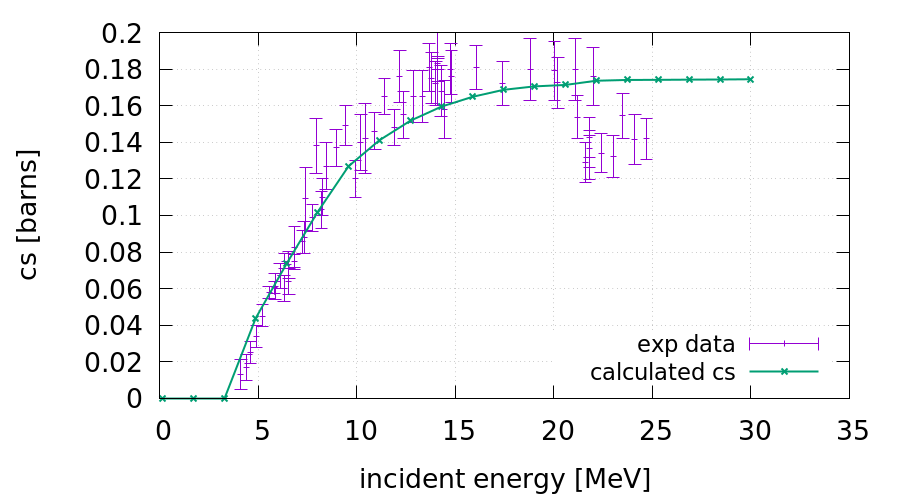 0.2
0.18
0.16
0.14
0.12
0.1
0.08
0.06
0.04
0.02
0
cs [barns]
exp data
calculated cs
0 5 10 15 20 25 30 35
incident energy [MeV]